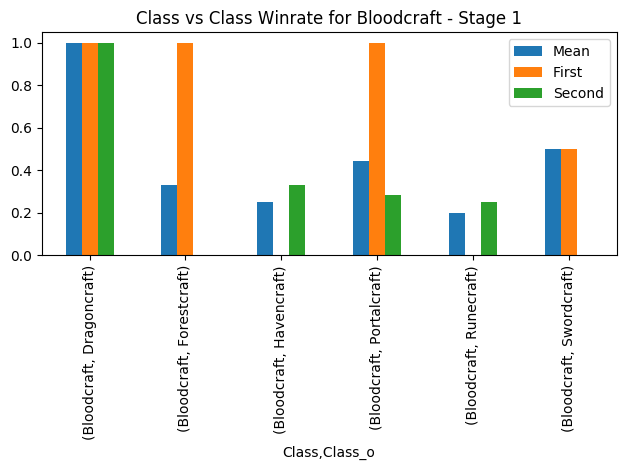 Class vs Class Winrate for Bloodcraft - Stage 1
1.0
0.8
0.6
0.4
0.2
0.0
Mean
First
Second
(Bloodcraft, Dragoncraft)
(Bloodcraft, Forestcraft)
(Bloodcraft, Havencraft)
(Bloodcraft, Portalcraft)
(Bloodcraft, Runecraft)
(Bloodcraft, Swordcraft)
Class,Class_o